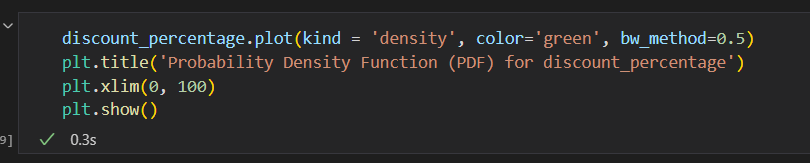 discount_percentage.plot(kind = 'density', color='green', bw_method=0.5)
plt.title('Probability Density Function (PDF) for discount_percentage')
plt.xlim(0, 100)
plt.show()
9]
0.3s